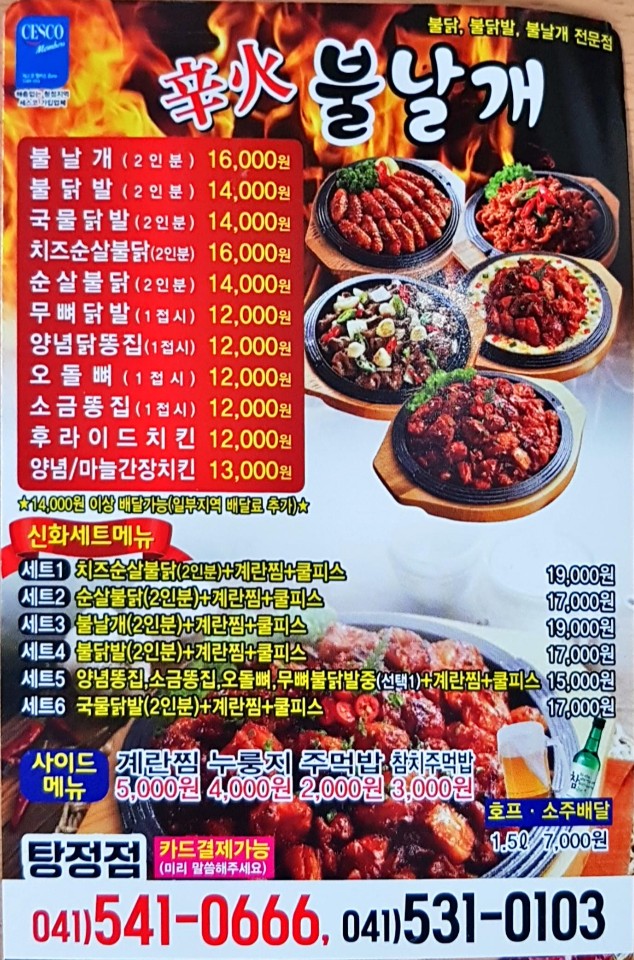 CESCO
Members
해충없는 청정지역
세스코 가입업체
불닭, 불닭발, 불날개 전문점
辛火 불날개
불날개(2인분) 16,000원
불닭발(2인분) 14,000원
국물닭발(2인분) 14,000원
치즈순살불닭(2인분) 16,000원
순살불닭(2인분) 14,000원
무뼈닭발(1접시) 12,000원
양념닭똥집(1접시) 12,000원
오돌뼈(1접시) 12,000원
소금똥집(1접시) 12,000원
후라이드치킨 12,000원
양념/마늘간장치킨 13,000원
★14,000원 이상 배달가능(일부지역 배달료 추가)★
신화세트메뉴
세트1 치즈순살불닭(2인분)+계란찜+쿨피스 19,000원
세트2 순살불닭(2인분)+계란찜+쿨피스 17,000원
세트3 불날개(2인분)+계란찜+쿨피스 19,000원
세트4 불닭발(2인분)+계란찜+쿨피스 17,000원
세트5 양념똥집,소금똥집,오돌뼈,무뼈불닭발중(선택1)+계란찜+쿨피스 15,000원
세트6 국물닭발(2인분)+계란찜+쿨피스 17,000원
사이드 메뉴
계란찜 누룽지 주먹밥 참치주먹밥
5,000원 4,000원 2,000원 3,000원
참
호프·소주배달
1.5ℓ 7,000원
탕정점 카드결제가능
(미리 말씀해주세요)
041)541-0666, 041)531-0103